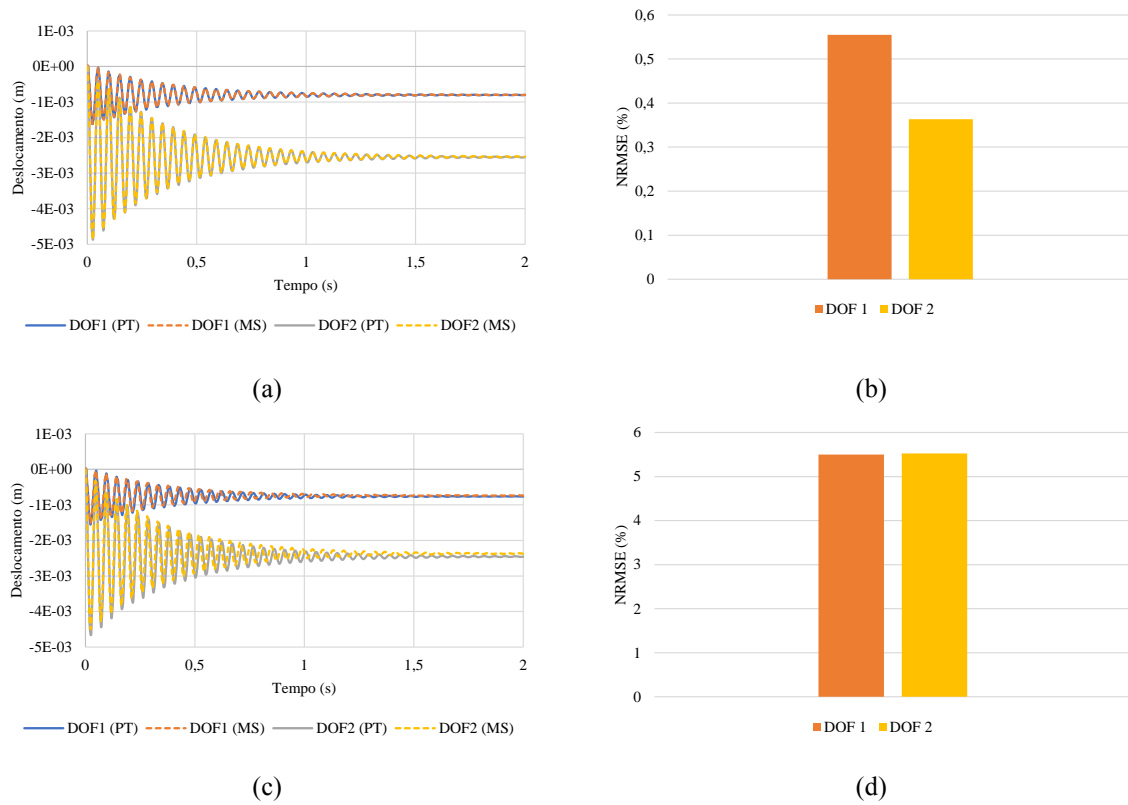 1E-03
0E+00
-1E-03
-2E-03
-3E-03
-4E-03
-5E-03
Deslocamento (m)
0 0,5 1 1,5 2
Tempo (s)
DOF1 (PT) DOF1 (MS) DOF2 (PT) DOF2 (MS)
(a)
0,6
0,5
0,4
0,3
0,2
0,1
0
NRMSE (%)
DOF 1 DOF 2
(b)
1E-03
0E+00
-1E-03
-2E-03
-3E-03
-4E-03
-5E-03
Deslocamento (m)
0 0,5 1 1,5 2
Tempo (s)
DOF1 (PT) DOF1 (MS) DOF2 (PT) DOF2 (MS)
(c)
6
5
4
3
2
1
0
NRMSE (%)
DOF 1 DOF 2
(d)